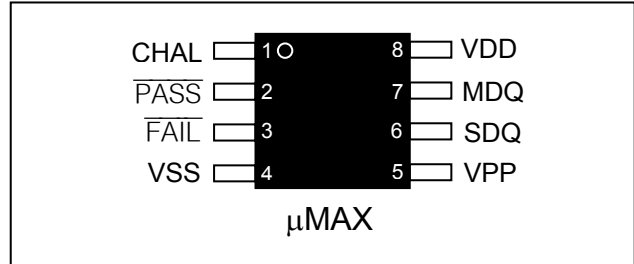 CHAL 1 8 VDD
PASS 2 7 MDQ
FAIL 3 6 SDQ
VSS 4 5 VPP
μMAX